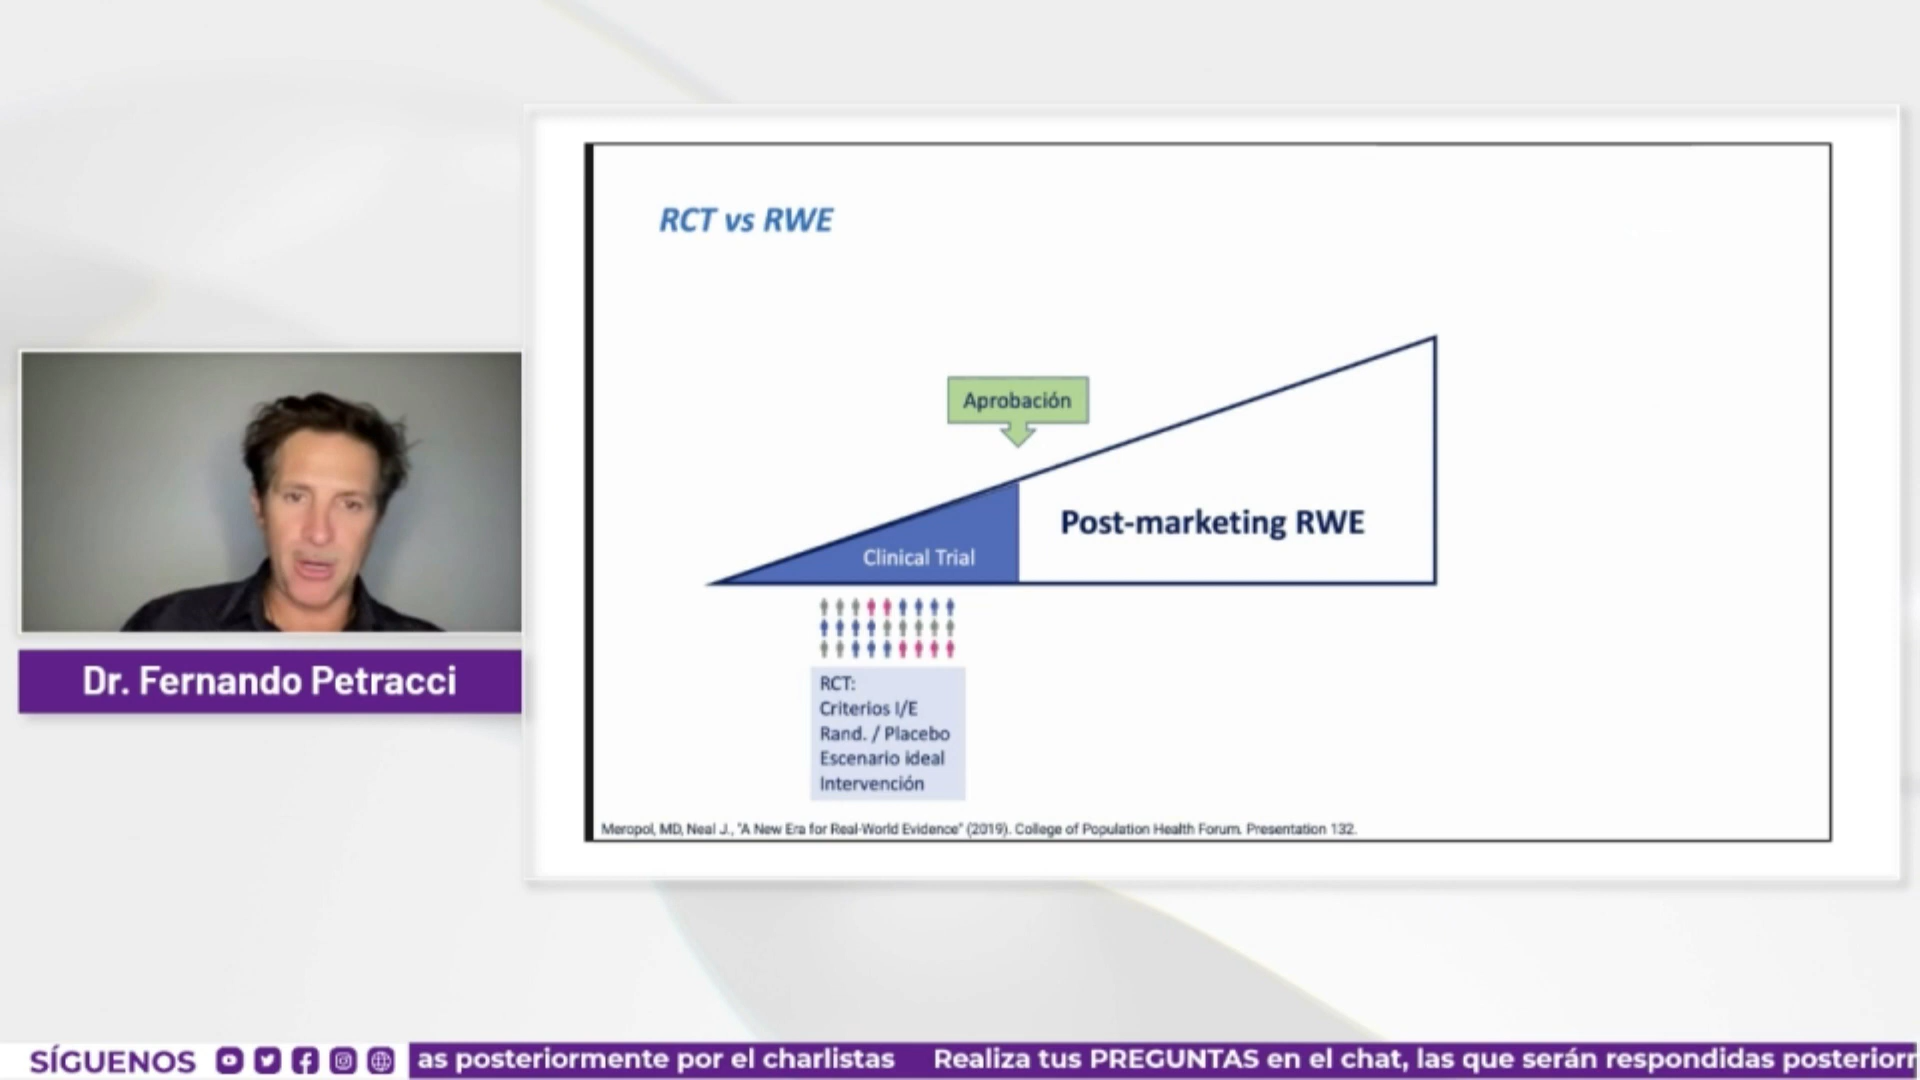 RCT vs RWE
Aprobación
Post-marketing RWE
Clinical Trial
RCT:
Criterios I/E
Rand. / Placebo
Escenario ideal
Intervención
Meropol, MD, Neal J., "A New Era for Real-World Evidence" (2019). College of Population Health Forum. Presentation 132.
Dr. Fernando Petracci
SÍGUENOS
as posteriormente por el charlistas Realiza tus PREGUNTAS en el chat, las que serán respondidas posterior